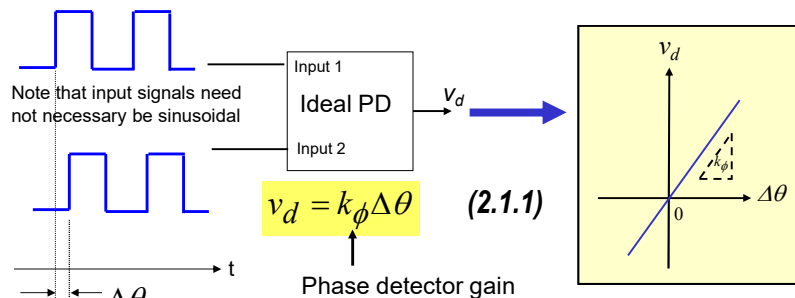 Note that input signals need
not necessary be sinusoidal
Input 1
Ideal PD
Input 2
v_d
v_d = k_ϕ Δθ
(2.1.1)
t
Δθ
Phase detector gain
v_d
k_ϕ
0
Δθ